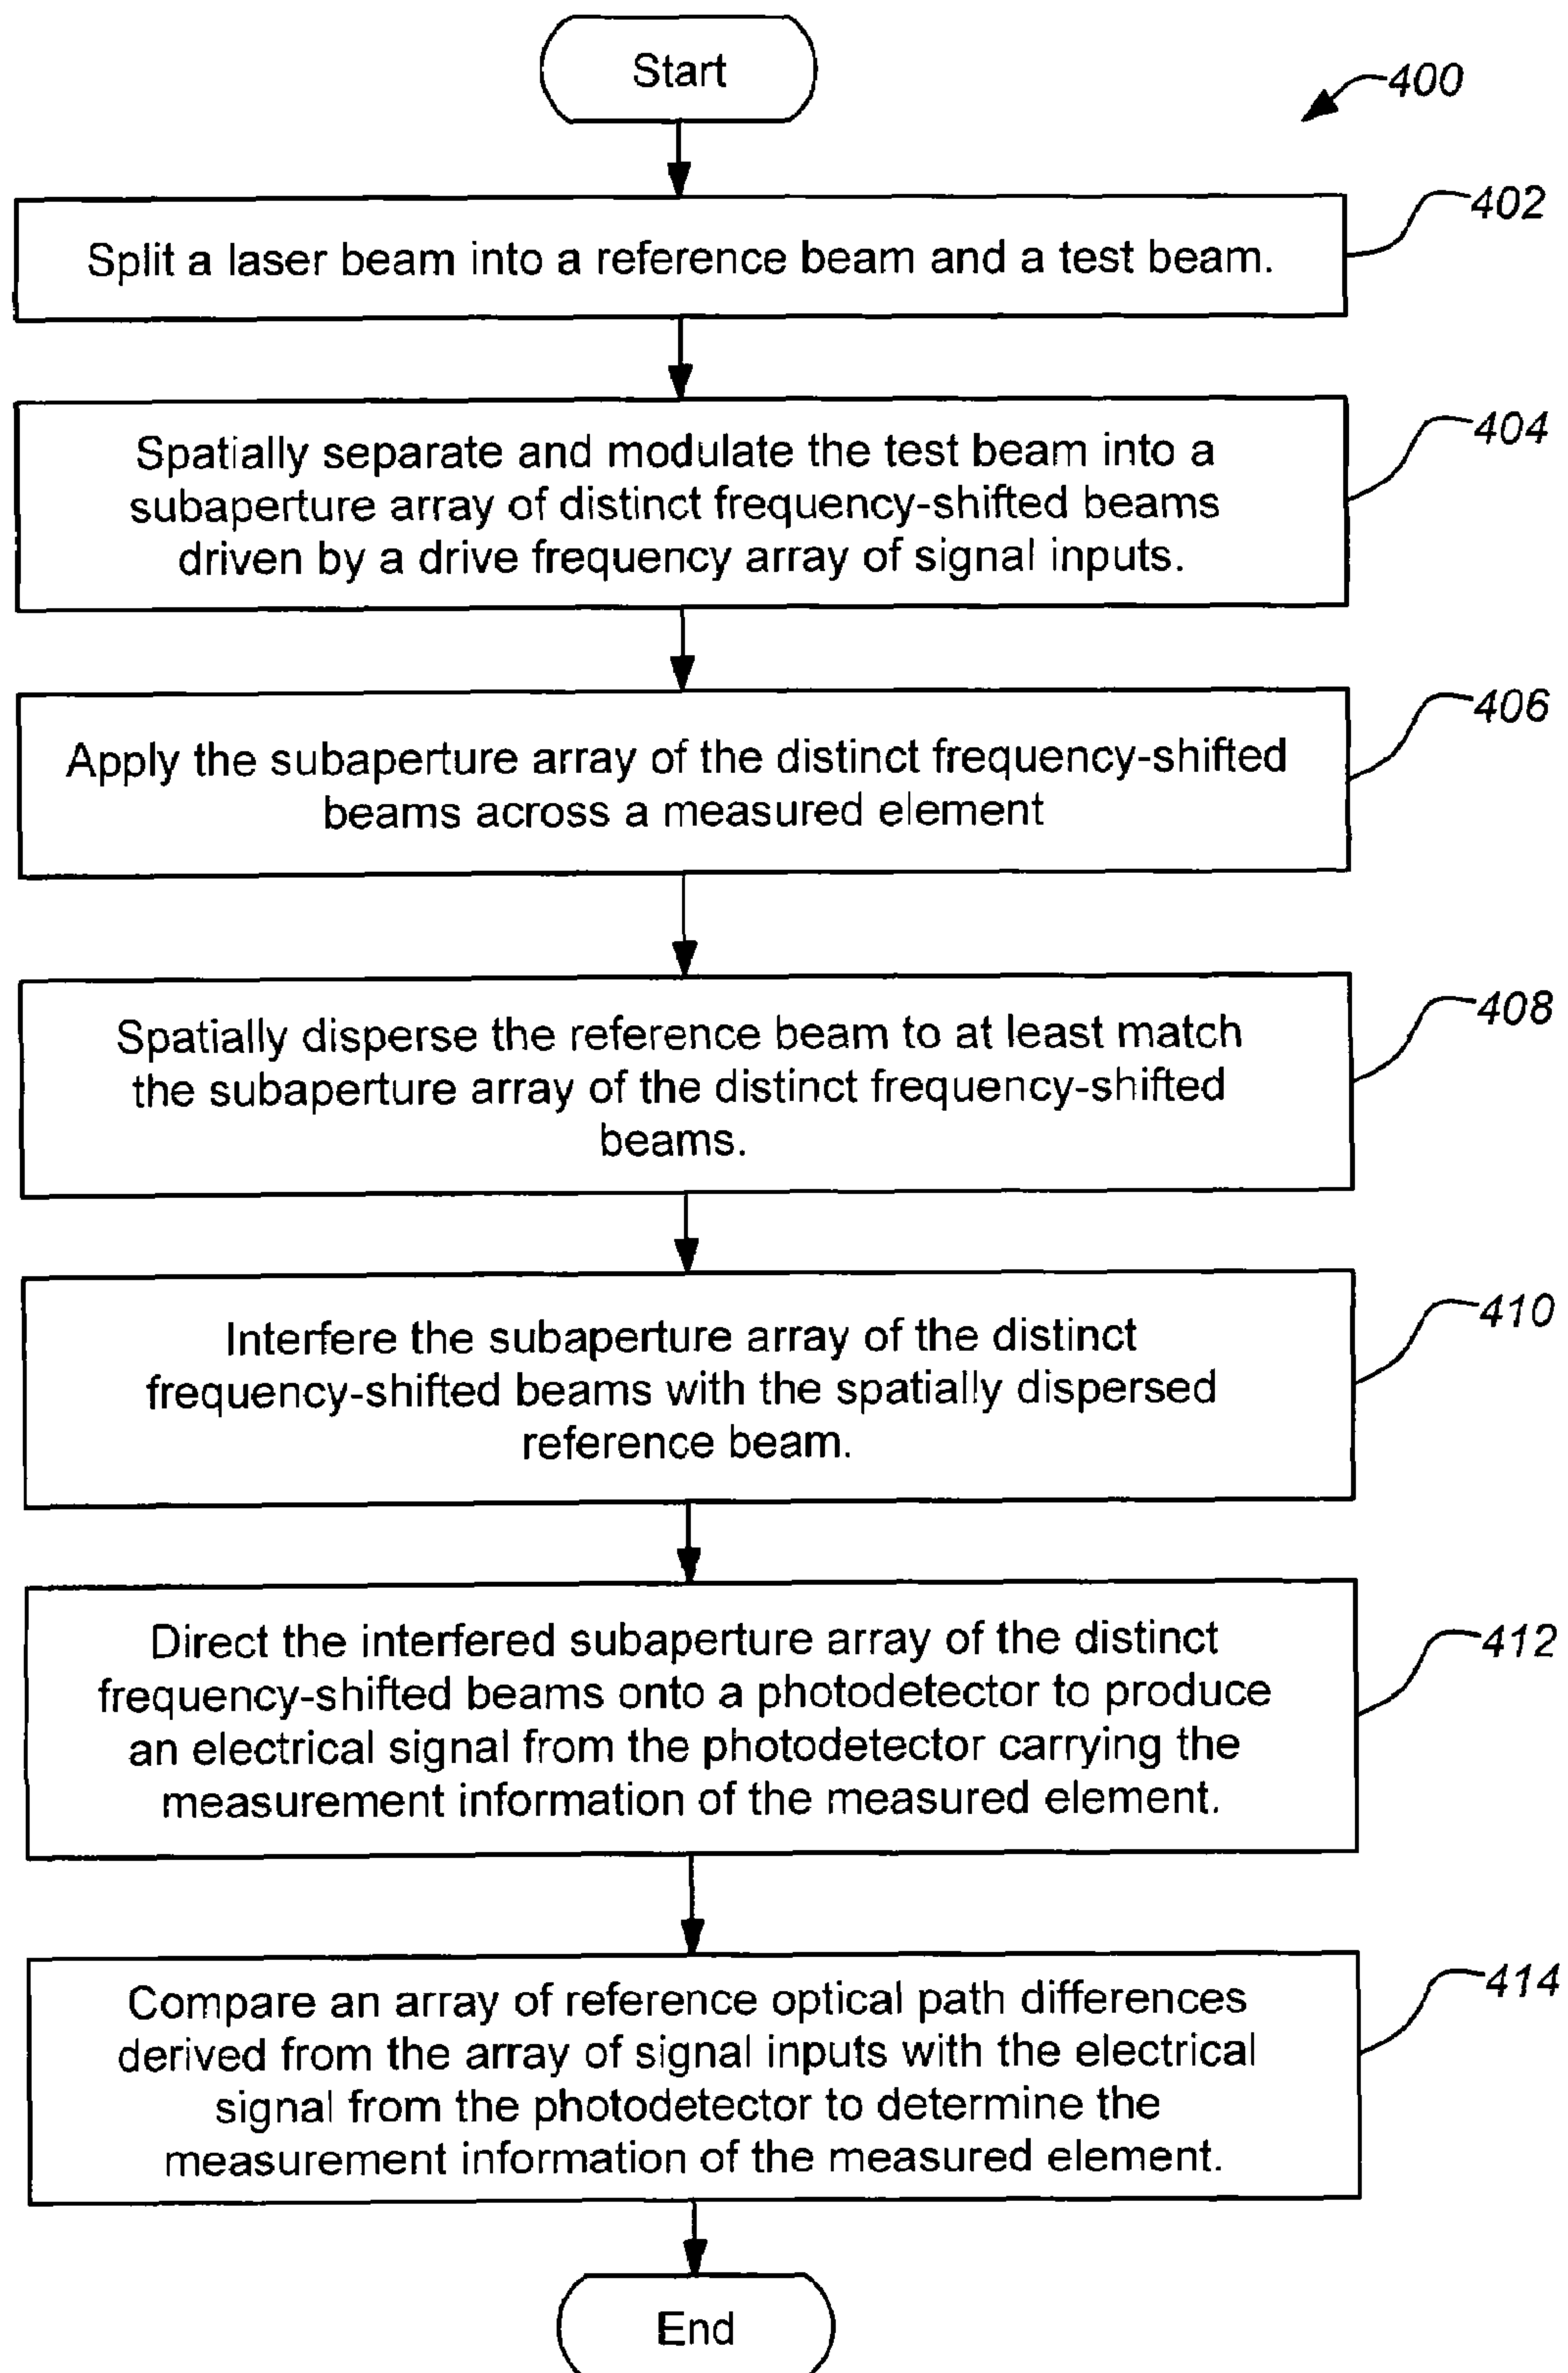 Start
400
402
Split a laser beam into a reference beam and a test beam.
404
Spatially separate and modulate the test beam into a
subaperture array of distinct frequency-shifted beams
driven by a drive frequency array of signal inputs.
406
Apply the subaperture array of the distinct frequency-shifted
beams across a measured element
408
Spatially disperse the reference beam to at least match
the subaperture array of the distinct frequency-shifted
beams.
410
Interfere the subaperture array of the distinct
frequency-shifted beams with the spatially dispersed
reference beam.
412
Direct the interfered subaperture array of the distinct
frequency-shifted beams onto a photodetector to produce
an electrical signal from the photodetector carrying the
measurement information of the measured element.
414
Compare an array of reference optical path differences
derived from the array of signal inputs with the electrical
signal from the photodetector to determine the
measurement information of the measured element.
End